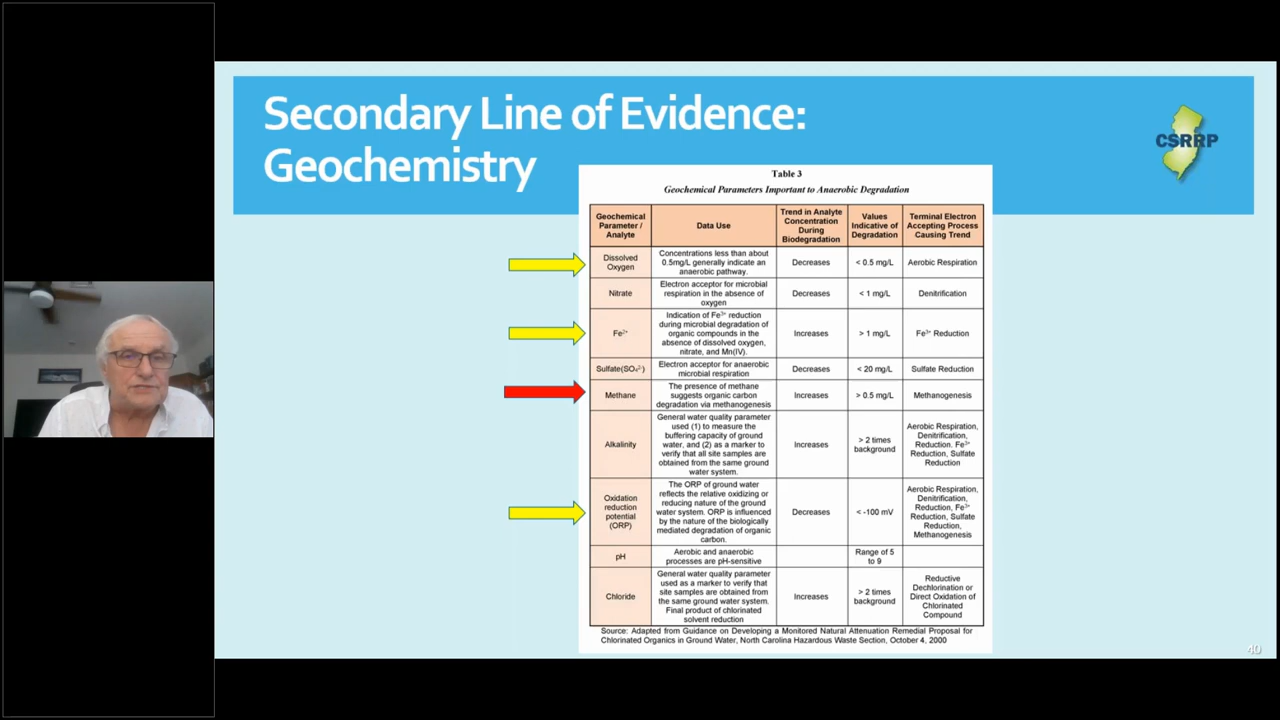 Secondary Line of Evidence:
Geochemistry
CSRRP
Table 3
Geochemical Parameters Important to Anaerobic Degradation
Geochemical
Parameter /
Analyte
Data Use
Trend in Analyte
Concentration
During
Biodegradation
Values
Indicative of
Degradation
Terminal Electron
Accepting Process
Causing Trend
Dissolved
Oxygen
Concentrations less than about
0.5mg/L generally indicate an
anaerobic pathway.
Decreases
< 0.5 mg/L
Aerobic Respiration
Nitrate
Electron acceptor for microbial
respiration in the absence of
oxygen
Decreases
< 1 mg/L
Denitrification
Fe²⁺
Indication of Fe³⁺ reduction
during microbial degradation of
organic compounds in the
absence of dissolved oxygen,
nitrate, and Mn(IV).
Increases
> 1 mg/L
Fe³⁺ Reduction
Sulfate(SO₄²⁻)
Electron acceptor for anaerobic
microbial respiration
Decreases
< 20 mg/L
Sulfate Reduction
Methane
The presence of methane
suggests organic carbon
degradation via methanogenesis
Increases
> 0.5 mg/L
Methanogenesis
Alkalinity
General water quality parameter
used (1) to measure the
buffering capacity of ground
water, and (2) as a marker to
verify that all site samples are
obtained from the same ground
water system.
Increases
> 2 times
background
Aerobic Respiration,
Denitrification,
Reduction. Fe³⁺
Reduction, Sulfate
Reduction
Oxidation
reduction
potential
(ORP)
The ORP of ground water
reflects the relative oxidizing or
reducing nature of the ground
water system. ORP is influenced
by the nature of the biologically
mediated degradation of organic
carbon.
Decreases
< -100 mV
Aerobic Respiration,
Denitrification,
Reduction, Fe³⁺
Reduction, Sulfate
Reduction,
Methanogenesis
pH
Aerobic and anaerobic
processes are pH-sensitive
Range of 5
to 9
Chloride
General water quality parameter
used as a marker to verify that
site samples are obtained from
the same ground water system.
Final product of chlorinated
solvent reduction
Increases
> 2 times
background
Reductive
Dechlorination or
Direct Oxidation of
Chlorinated
Compound
Source: Adapted from Guidance on Developing a Monitored Natural Attenuation Remedial Proposal for
Chlorinated Organics in Ground Water, North Carolina Hazardous Waste Section, October 4, 2000
40